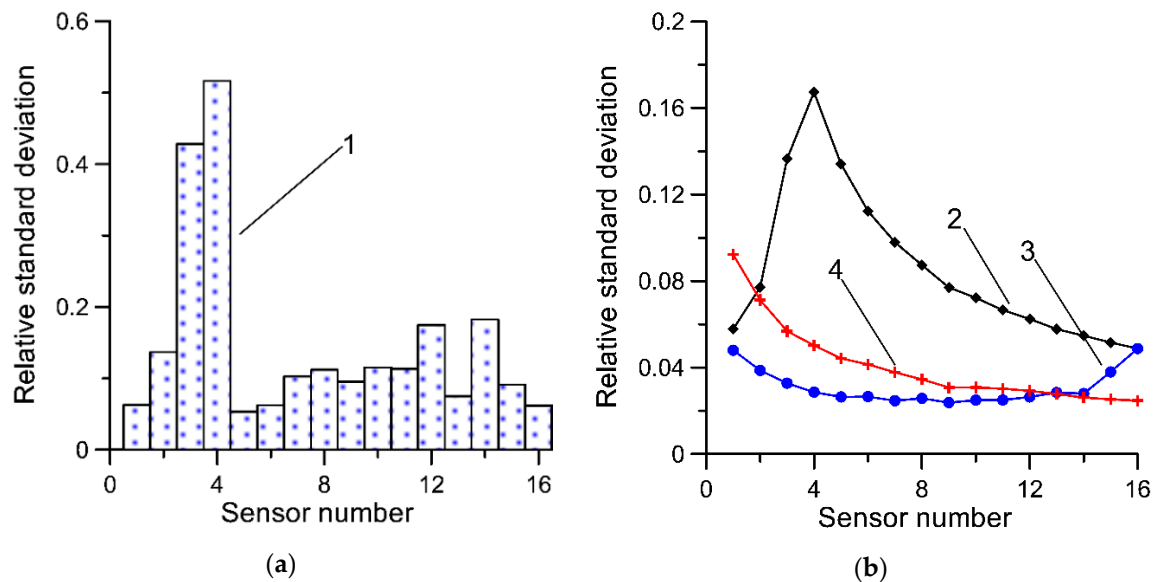 0.6
0.4
0.2
0
Relative standard deviation
1
0 4 8 12 16
Sensor number
(a)
0.2
0.16
0.12
0.08
0.04
0
Relative standard deviation
2
3
4
0 4 8 12 16
Sensor number
(b)